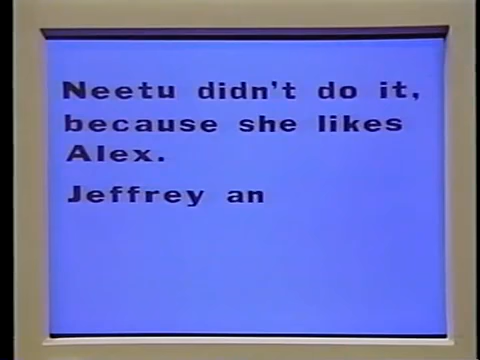 Neetu didn't do it,
because she likes
Alex.
Jeffrey an